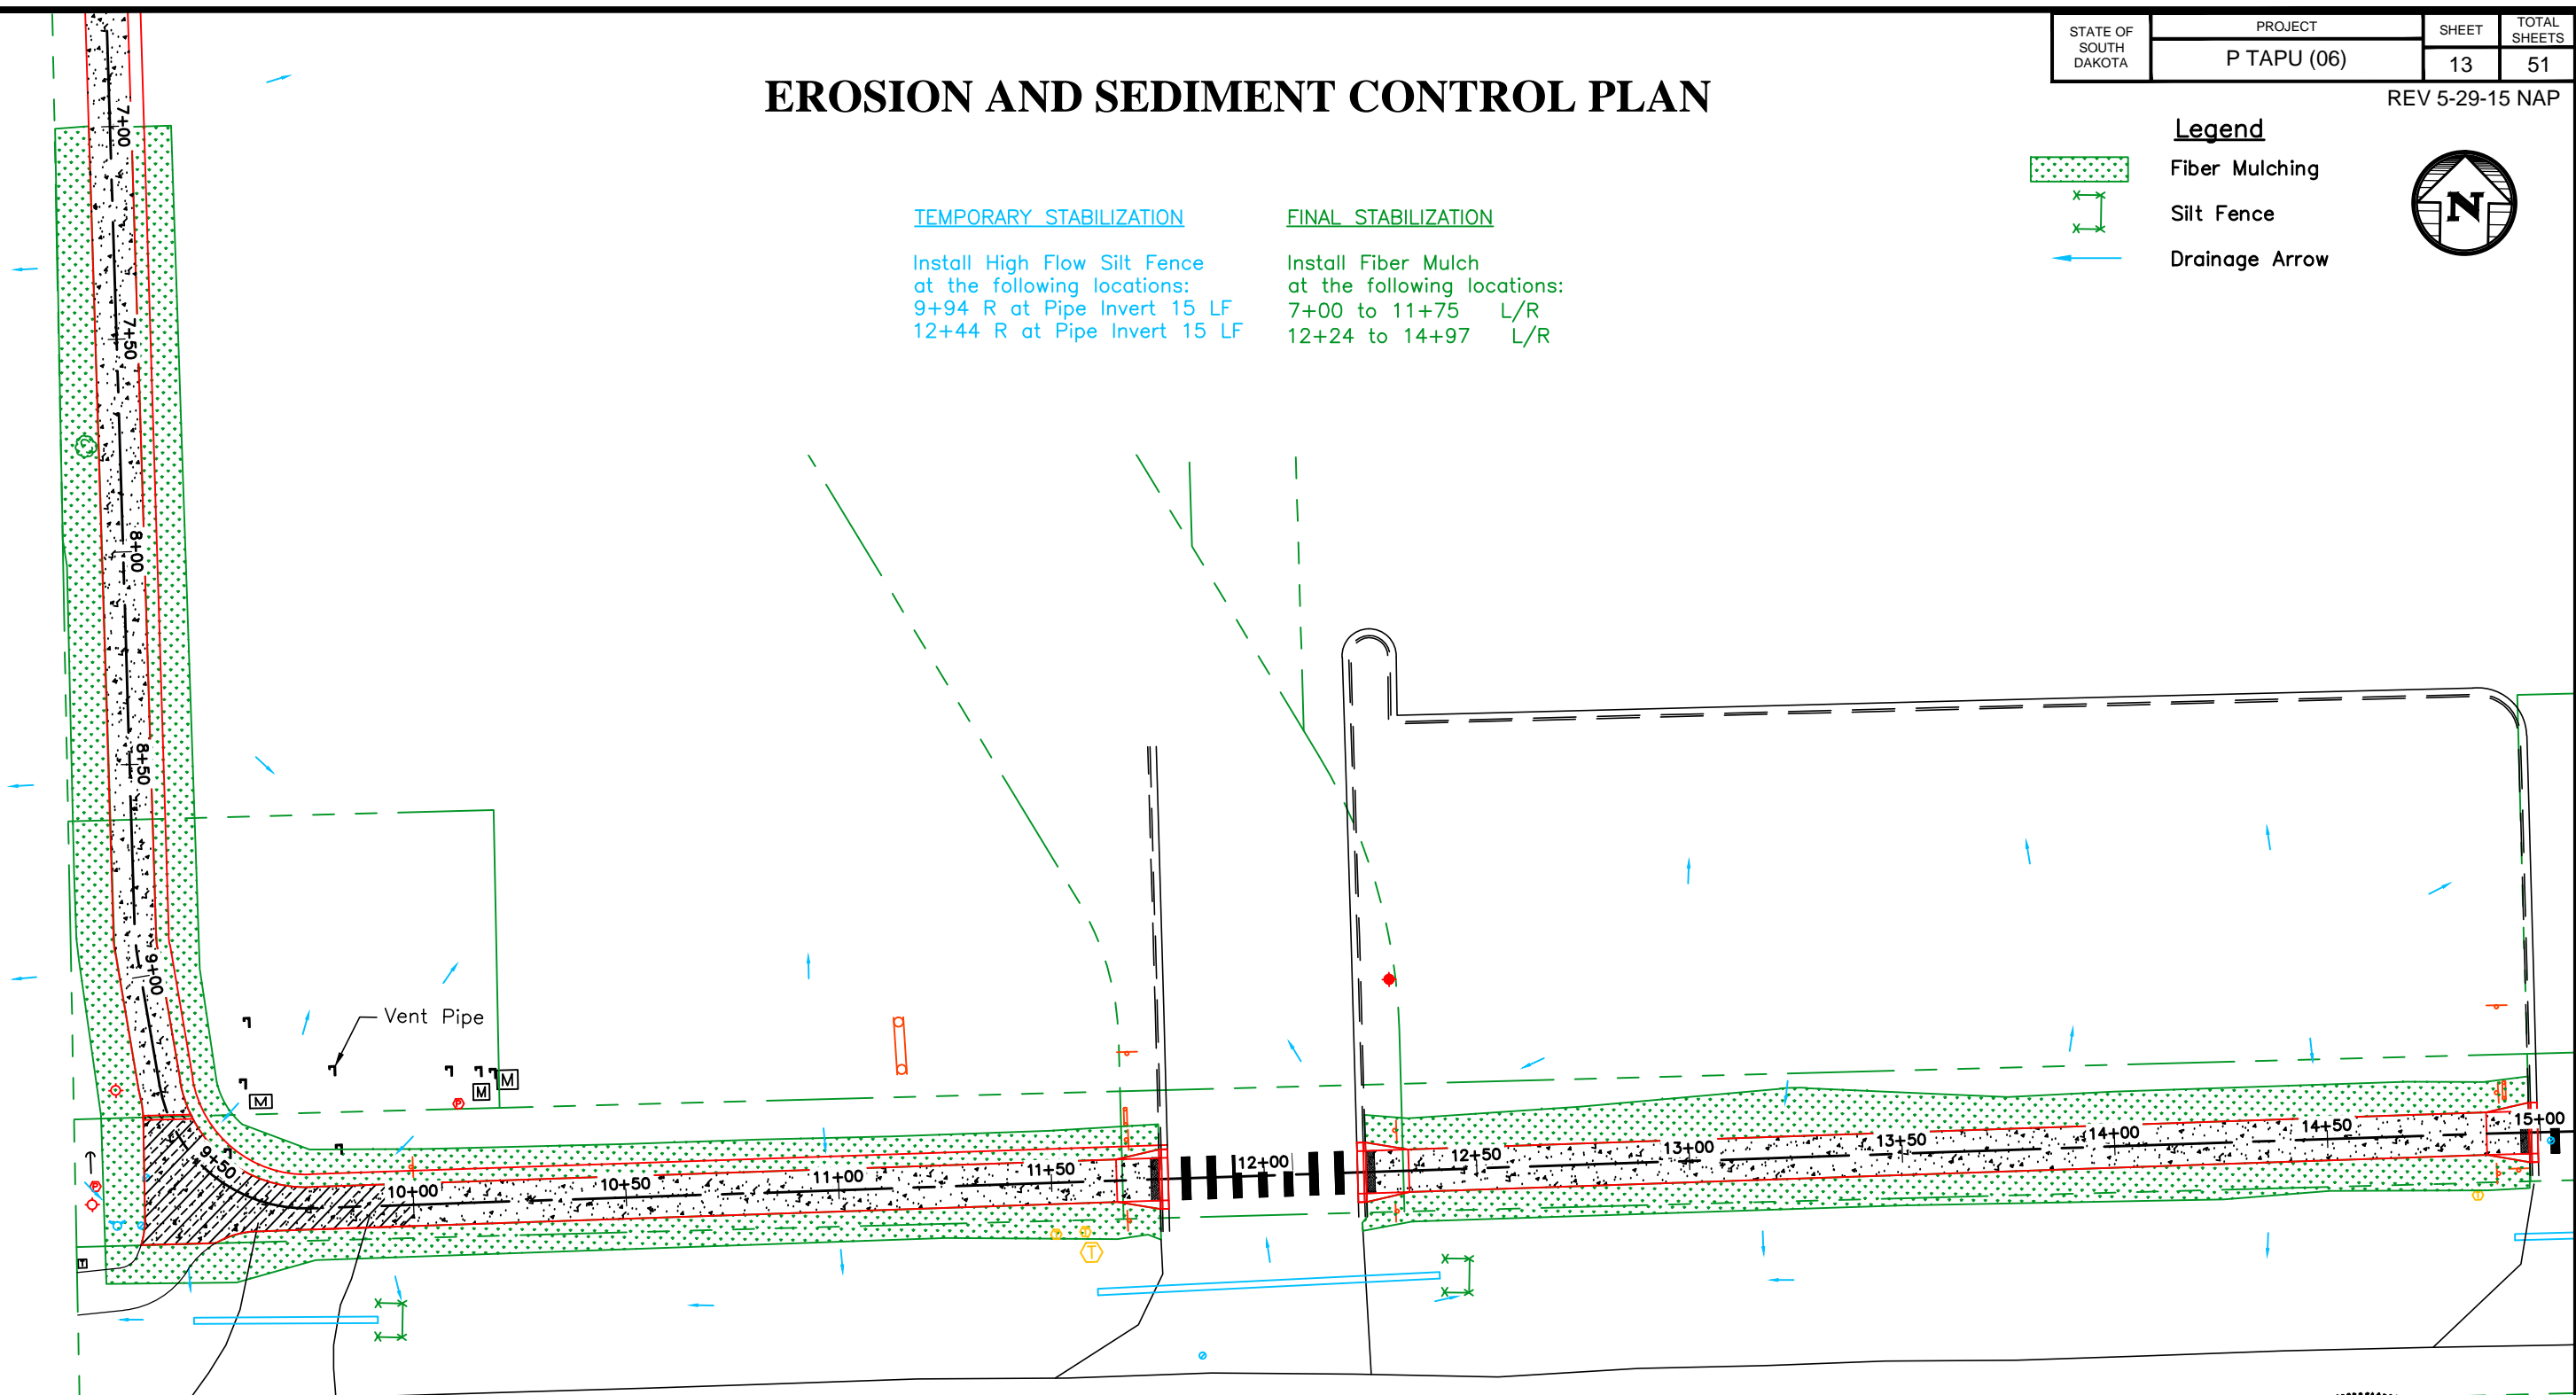 STATE OF
SOUTH
DAKOTA
PROJECT
P TAPU (06)
SHEET
13
TOTAL
SHEETS
51
REV 5-29-15 NAP
EROSION AND SEDIMENT CONTROL PLAN
Legend
Fiber Mulching
Silt Fence
Drainage Arrow
N
TEMPORARY STABILIZATION
Install High Flow Silt Fence
at the following locations:
9+94 R at Pipe Invert 15 LF
12+44 R at Pipe Invert 15 LF
FINAL STABILIZATION
Install Fiber Mulch
at the following locations:
7+00 to 11+75 L/R
12+24 to 14+97 L/R
7+00
7+50
8+00
8+50
9+00
Vent Pipe
M
M
M
P
P
9+50
10+00
10+50
11+00
11+50
12+00
12+50
13+00
13+50
14+00
14+50
15+00
T
T